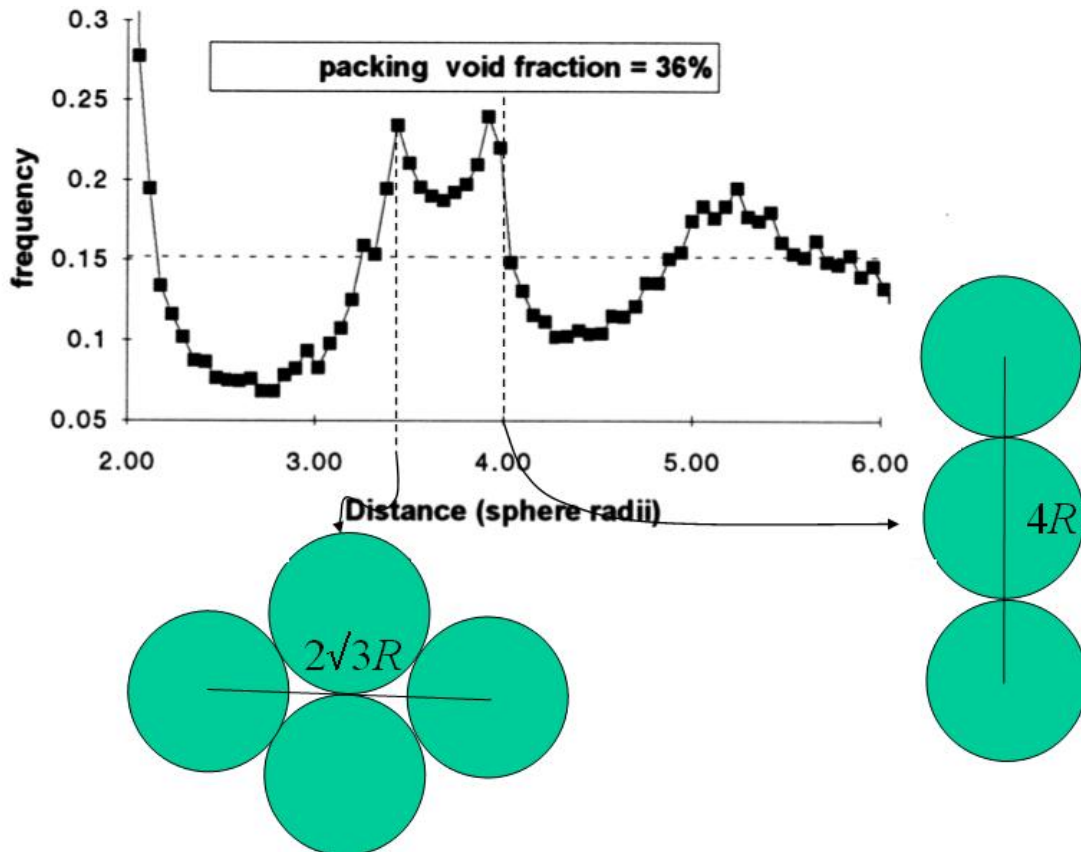 0.3
packing void fraction = 36%
0.25
0.2
frequency
0.15
0.1
0.05
2.00 3.00 4.00 5.00 6.00
Distance (sphere radii)
4R
2√3R